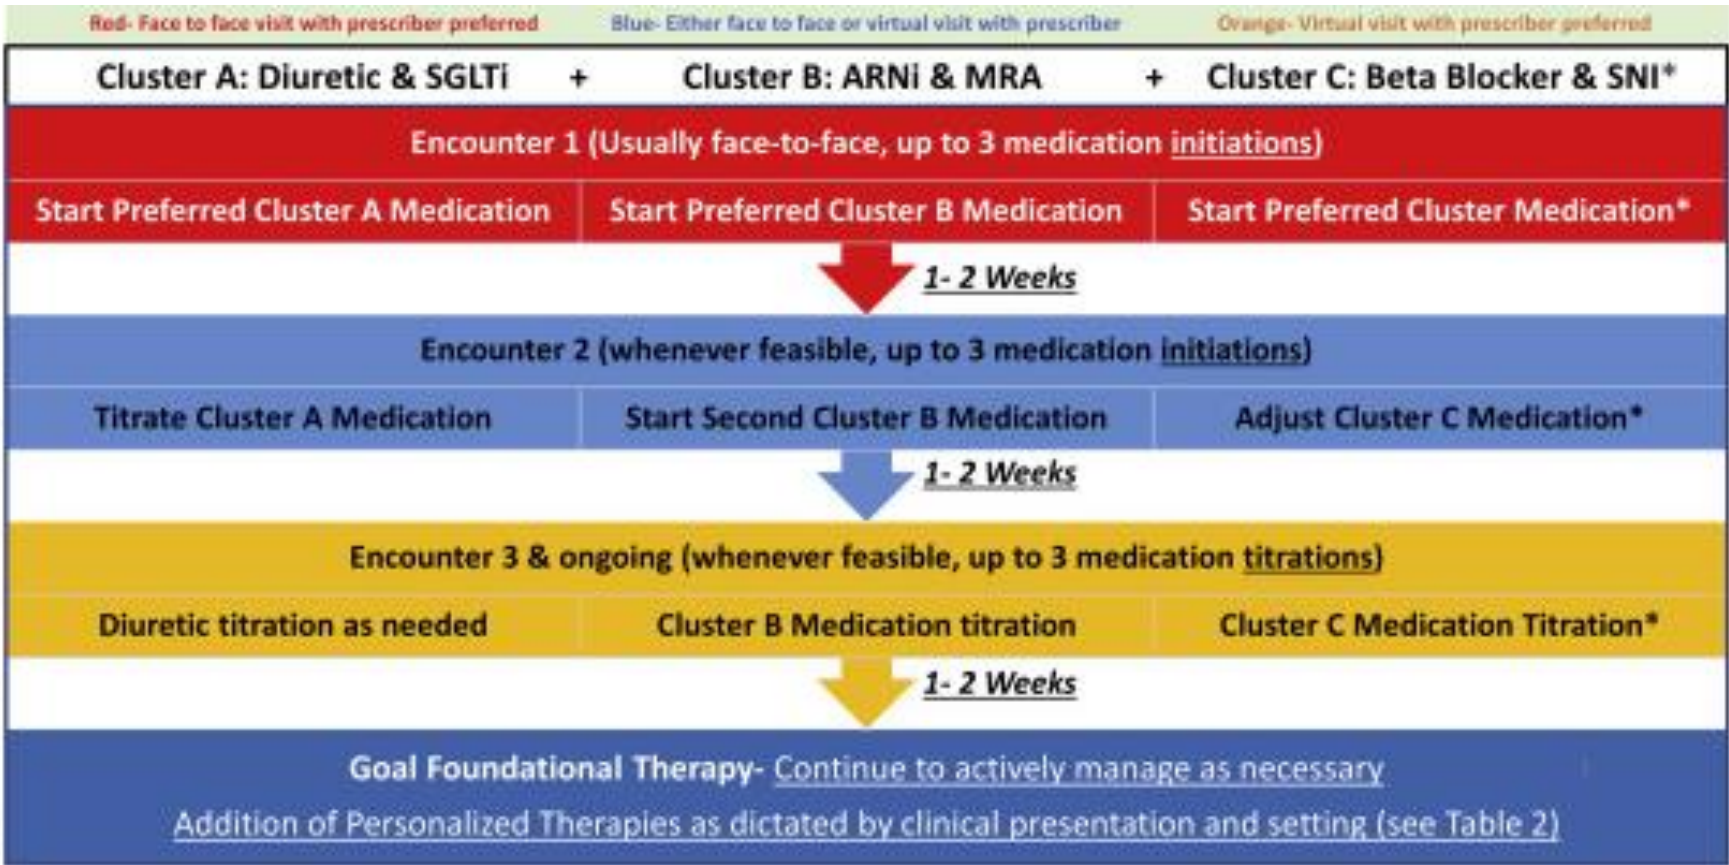 Red- Face to face visit with prescriber preferred
Blue- Either face to face or virtual visit with prescriber
Orange- Virtual visit with prescriber preferred
Cluster A: Diuretic & SGLTi + Cluster B: ARNi & MRA + Cluster C: Beta Blocker & SNI*
Encounter 1 (Usually face-to-face, up to 3 medication initiations)
Start Preferred Cluster A Medication
Start Preferred Cluster B Medication
Start Preferred Cluster Medication*
1- 2 Weeks
Encounter 2 (whenever feasible, up to 3 medication initiations)
Titrate Cluster A Medication
Start Second Cluster B Medication
Adjust Cluster C Medication*
1- 2 Weeks
Encounter 3 & ongoing (whenever feasible, up to 3 medication titrations)
Diuretic titration as needed
Cluster B Medication titration
Cluster C Medication Titration*
1- 2 Weeks
Goal Foundational Therapy- Continue to actively manage as necessary
Addition of Personalized Therapies as dictated by clinical presentation and setting (see Table 2)